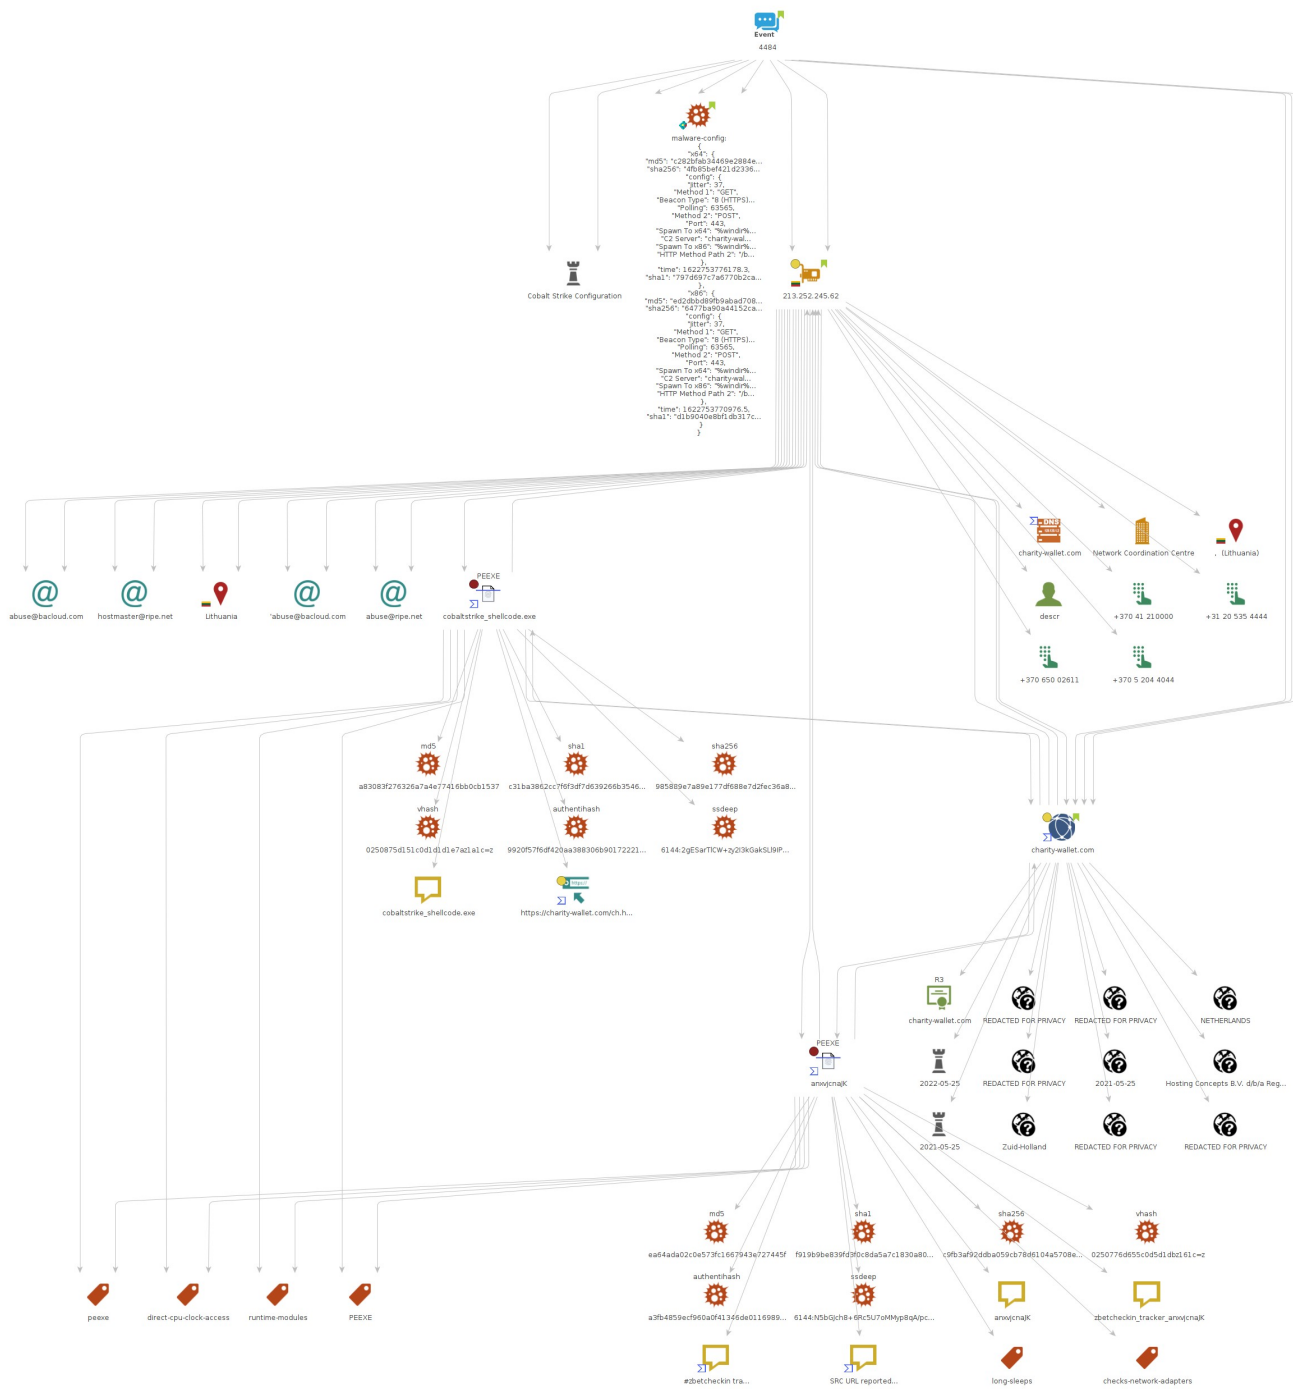 Event
4484
malware-config:
{
"x64": {
"md5": "c282bfab34469e2884e...
"sha256": "4fb85bef421d2336...
"config": {
"Jitter": 37,
"Method 1": "GET",
"Beacon Type": "8 (HTTPS)...
"Polling": 63565,
"Method 2": "POST",
"Port": 443,
"Spawn To x64": "%windir%...
"C2 Server": "charity-wal...
"Spawn To x86": "%windir%...
"HTTP Method Path 2": "/b...
},
"time": 1622753776178.3,
"sha1": "797d697c7a6770b2ca...
},
"x86": {
"md5": "ed2dbbd89fb9abad708...
"sha256": "6477ba90a44152ca...
"config": {
"Jitter": 37,
"Method 1": "GET",
"Beacon Type": "8 (HTTPS)...
"Polling": 63565,
"Method 2": "POST",
"Port": 443,
"Spawn To x64": "%windir%...
"C2 Server": "charity-wal...
"Spawn To x86": "%windir%...
"HTTP Method Path 2": "/b...
},
"time": 1622753770976.5,
"sha1": "d1b9040e8bf1db317c...
}
}
Cobalt Strike Configuration
213.252.245.62
DNS
charity-wallet.com
Network Coordination Centre
, (Lithuania)
abuse@bacloud.com
hostmaster@ripe.net
Lithuania
'abuse@bacloud.com
abuse@ripe.net
PEEXE
cobaltstrike_shellcode.exe
descr
+370 41 210000
+31 20 535 4444
+370 650 02611
+370 5 204 4044
md5
a83083f276326a7a4e77416bb0cb1537
sha1
c31ba3862cc7f6f3df7d639266b3546...
sha256
985889e7a89e177df688e7d2fec36a8...
vhash
0250875d151c0d1d1d1e7az1a1c=z
authentihash
9920f57f6df420aa388306b90172221...
ssdeep
6144:2gESarTlCW+zy2I3kGakSLl9iP...
charity-wallet.com
cobaltstrike_shellcode.exe
https://charity-wallet.com/ch.h...
R3
charity-wallet.com
REDACTED FOR PRIVACY
REDACTED FOR PRIVACY
NETHERLANDS
PEEXE
anxvjcnaJK
2022-05-25
REDACTED FOR PRIVACY
2021-05-25
Hosting Concepts B.V. d/b/a Reg...
2021-05-25
Zuid-Holland
REDACTED FOR PRIVACY
REDACTED FOR PRIVACY
md5
ea64ada02c0e573fc1667943e727445f
sha1
f919b9be839fd3f0c8da5a7c1830a80...
sha256
c9fb3af92ddba059cb78d6104a5708e...
vhash
0250776d655c0d5d1dbz161c=z
peexe
direct-cpu-clock-access
runtime-modules
PEEXE
authentihash
a3fb4859ecf960a0f41346de0116989...
ssdeep
6144:N5bGJch8+6Rc5U7oMMyp8qA/pc...
anxvjcnaJK
zbetcheckin_tracker_anxvjcnaJK
#zbetcheckin tra...
SRC URL reported...
long-sleeps
checks-network-adapters